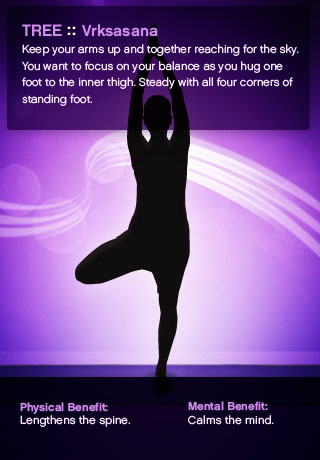 TREE :: Vrksasana
Keep your arms up and together reaching for the sky.
You want to focus on your balance as you hug one
foot to the inner thigh. Steady with all four corners of
standing foot.
Physical Benefit:
Lengthens the spine.
Mental Benefit:
Calms the mind.